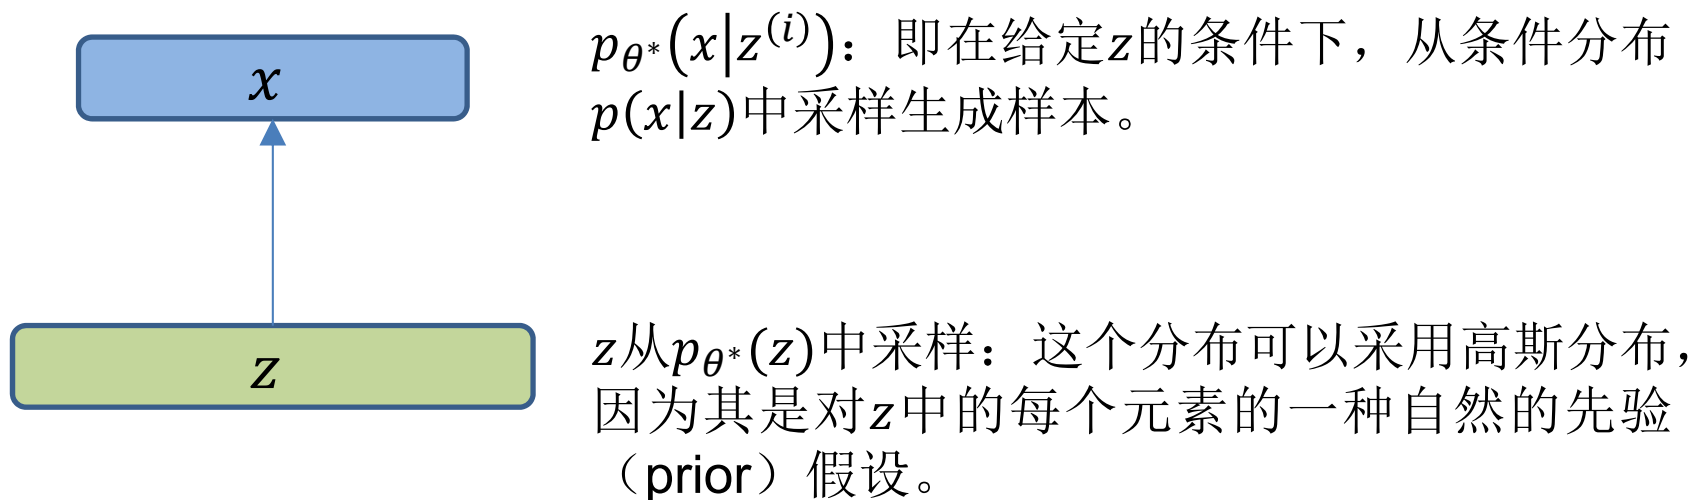 x
p_{θ*}(x|z^{(i)})：即在给定z的条件下，从条件分布
p(x|z)中采样生成样本。
z
z从p_{θ*}(z)中采样：这个分布可以采用高斯分布，
因为其是对z中的每个元素的一种自然的先验
（prior）假设。